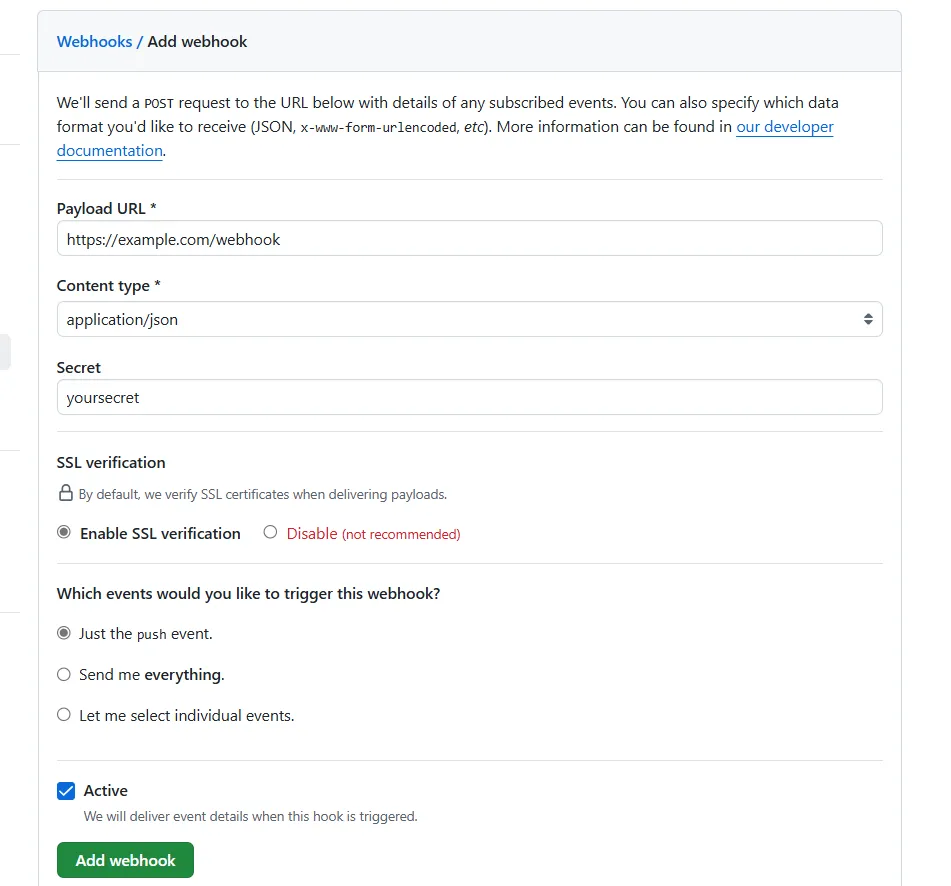 Webhooks / Add webhook
We'll send a POST request to the URL below with details of any subscribed events. You can also specify which data
format you'd like to receive (JSON, x-www-form-urlencoded, etc). More information can be found in our developer
documentation.
Payload URL *
https://example.com/webhook
Content type *
application/json
Secret
yoursecret
SSL verification
By default, we verify SSL certificates when delivering payloads.
Enable SSL verification Disable (not recommended)
Which events would you like to trigger this webhook?
Just the push event.
Send me everything.
Let me select individual events.
Active
We will deliver event details when this hook is triggered.
Add webhook